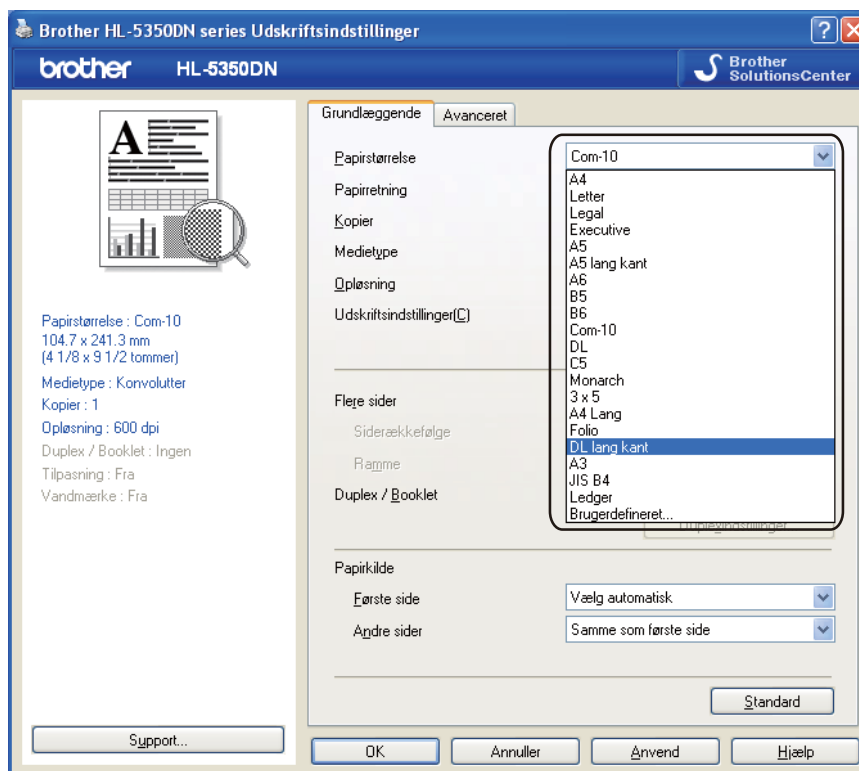 Brother HL-5350DN series Udskriftsindstillinger
brother HL-5350DN
Brother
SolutionsCenter
A
Papirstørrelse : Com-10
104.7 x 241.3 mm
(4 1/8 x 9 1/2 tommer)
Medietype : Konvolutter
Kopier : 1
Opløsning : 600 dpi
Duplex / Booklet : Ingen
Tilpasning : Fra
Vandmærke : Fra
Support...
Grundlæggende
Avanceret
Papirstørrelse
Com-10
Papirretning
Kopier
Medietype
Opløsning
Udskriftsindstillinger(C)
A4
Letter
Legal
Executive
A5
A5 lang kant
A6
B5
B6
Com-10
DL
C5
Monarch
3 x 5
A4 Lang
Folio
DL lang kant
A3
JIS B4
Ledger
Brugerdefineret...
Flere sider
Siderækkefølge
Ramme
Duplex / Booklet
Duplexindstillinger...
Papirkilde
Første side
Vælg automatisk
Andre sider
Samme som første side
Standard
OK
Annuller
Anvend
Hjælp